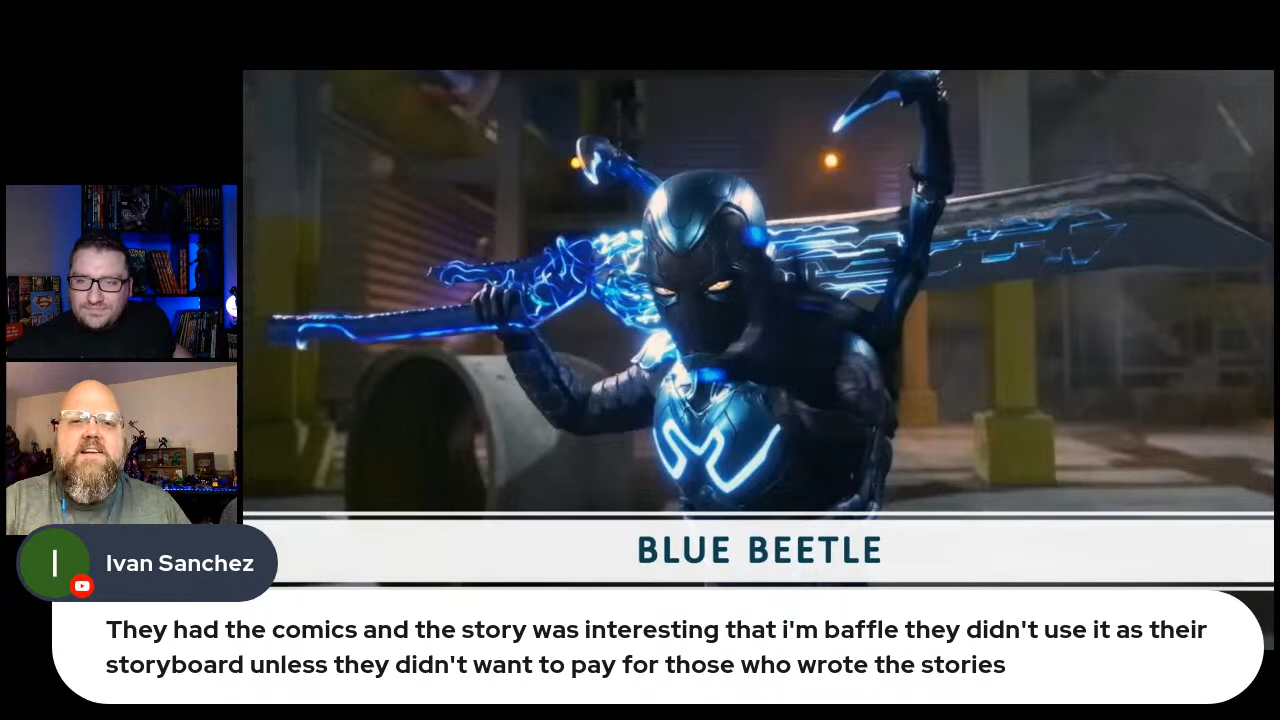 BLUE BEETLE
I
Ivan Sanchez
They had the comics and the story was interesting that i'm baffle they didn't use it as their
storyboard unless they didn't want to pay for those who wrote the stories